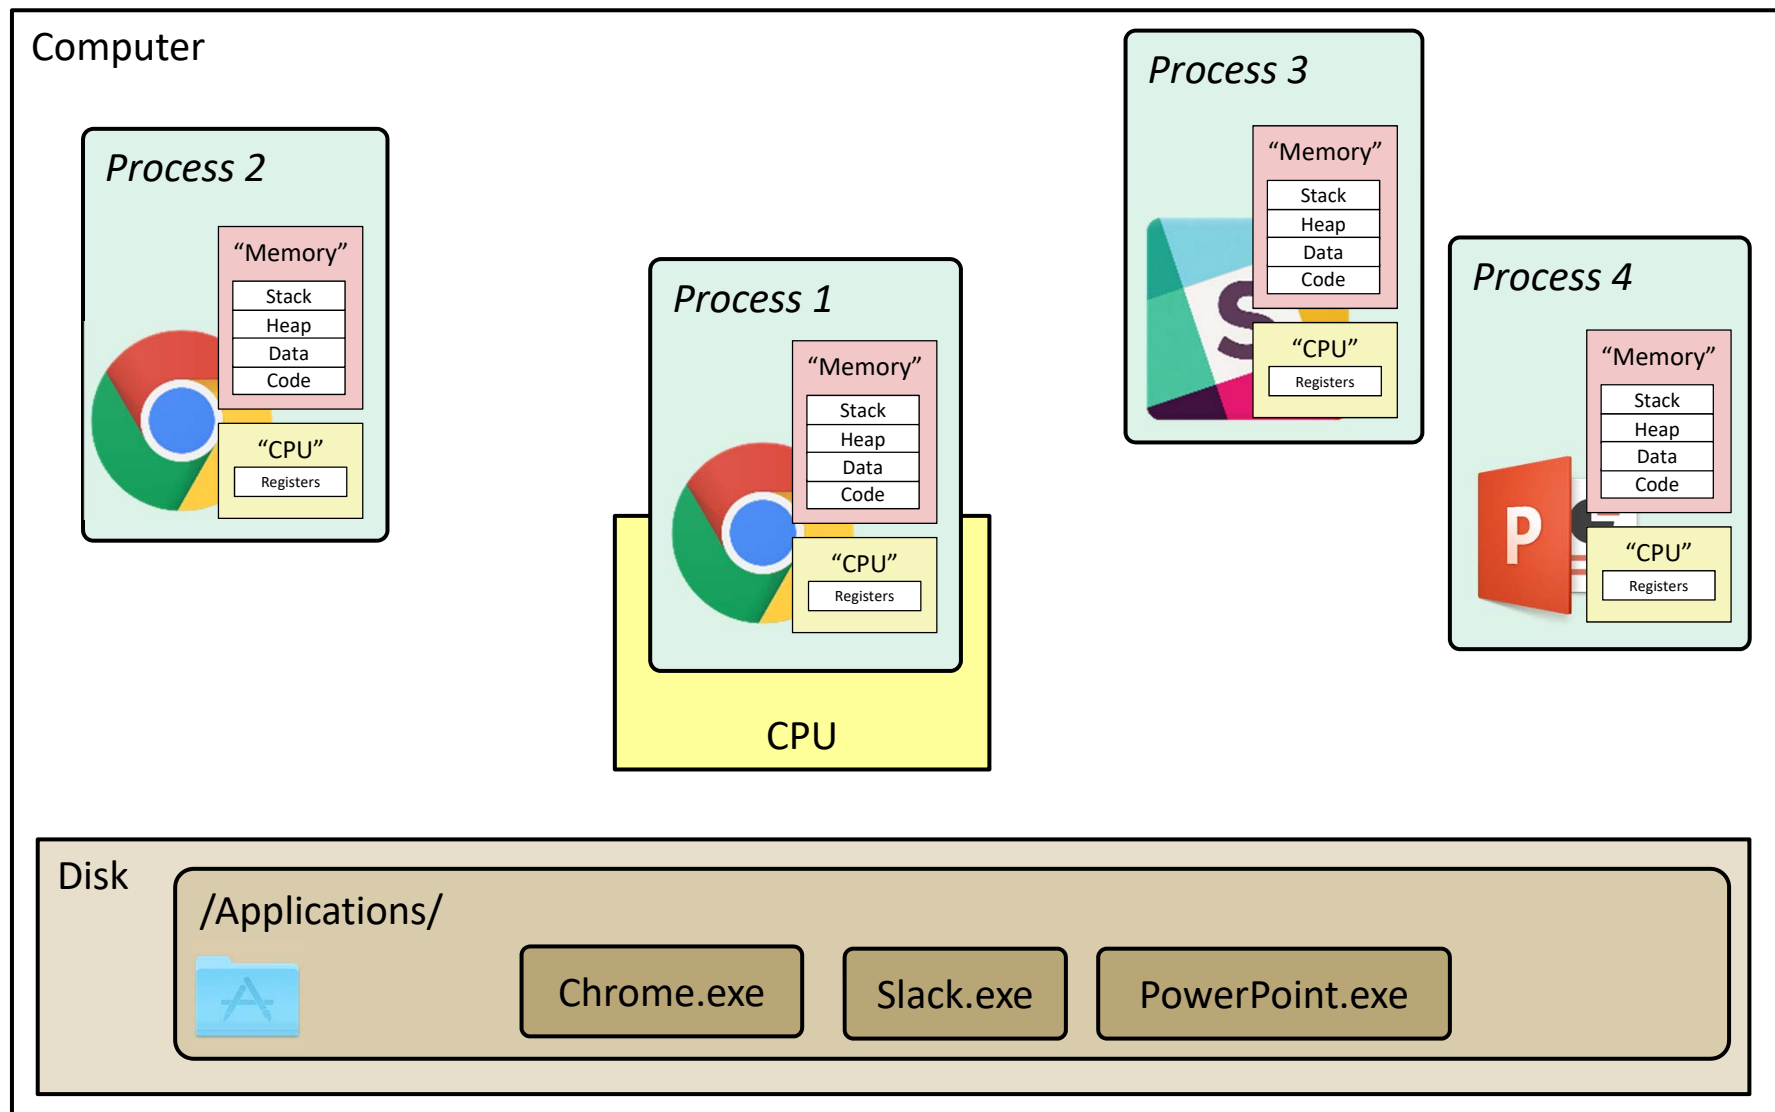 Computer
Process 2
“Memory”
Stack
Heap
Data
Code
“CPU”
Registers
Process 1
“Memory”
Stack
Heap
Data
Code
“CPU”
Registers
CPU
Process 3
“Memory”
Stack
Heap
Data
Code
S
“CPU”
Registers
Process 4
“Memory”
Stack
Heap
Data
Code
P
“CPU”
Registers
Disk
/Applications/
Chrome.exe
Slack.exe
PowerPoint.exe